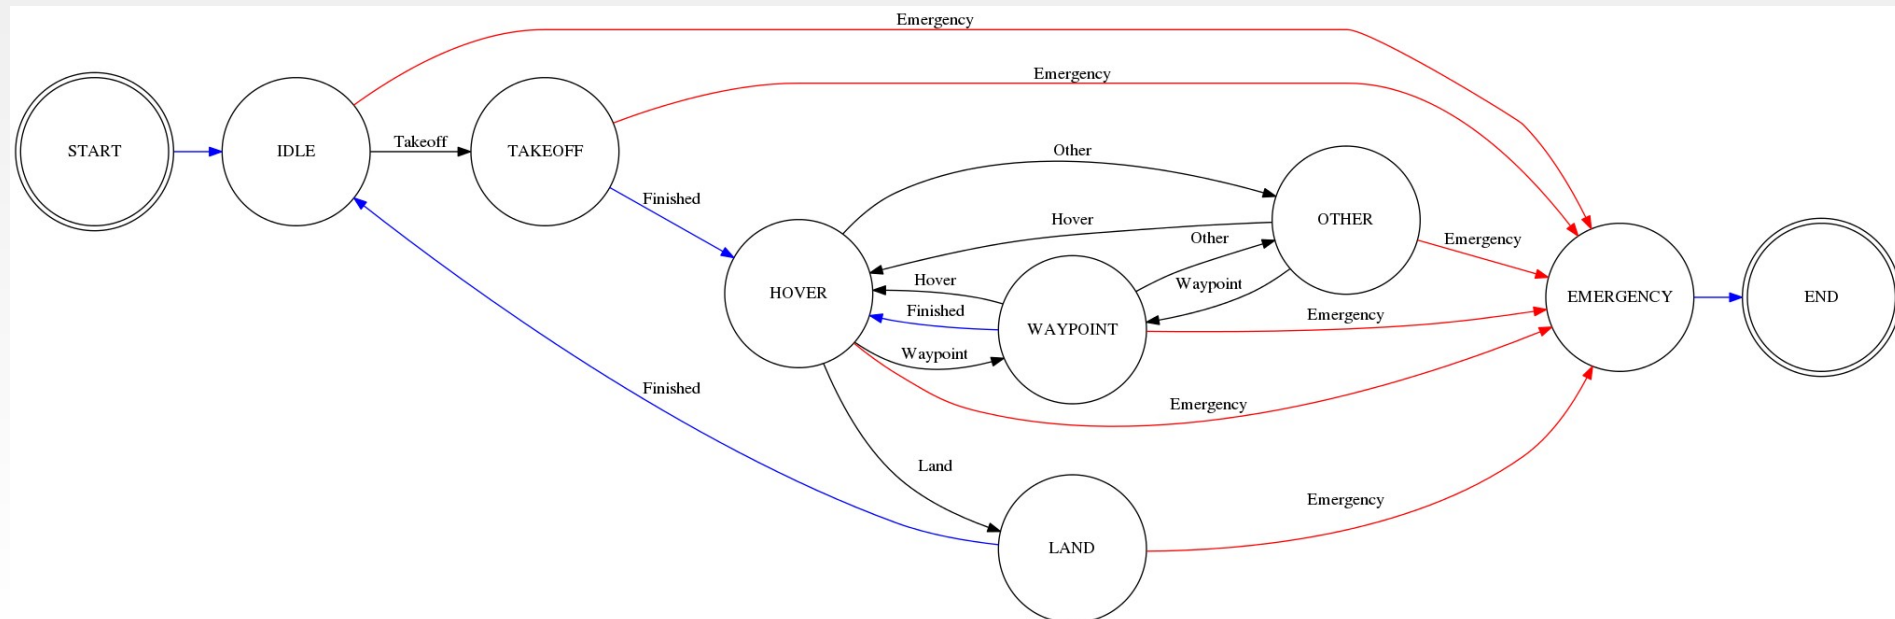 Emergency
Emergency
START
IDLE
Takeoff
TAKEOFF
Finished
Other
OTHER
Hover
Other
Emergency
Hover
Waypoint
HOVER
Finished
WAYPOINT
Emergency
EMERGENCY
END
Waypoint
Finished
Emergency
Land
Emergency
LAND